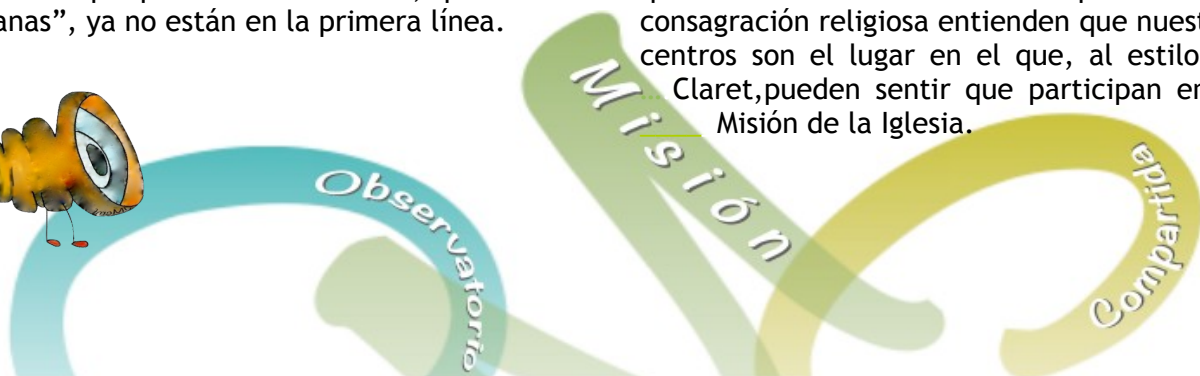 anas”, ya no están en la primera línea.
consagración religiosa entienden que nuest
centros son el lugar en el que, al estilo
... Claret,pueden sentir que participan en
Misión de la Iglesia.
Observatorio
Misión
Compartida